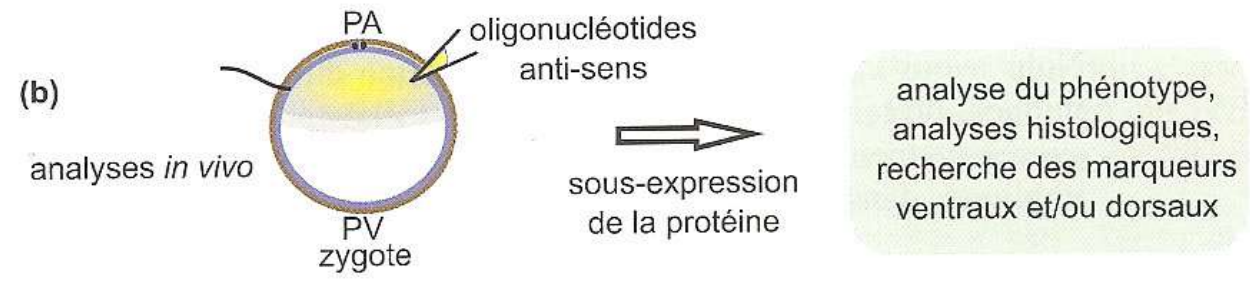 PA
oligonucléotides
anti-sens
(b)
analyses in vivo
PV
zygote
sous-expression
de la protéine
analyse du phénotype,
analyses histologiques,
recherche des marqueurs
ventraux et/ou dorsaux